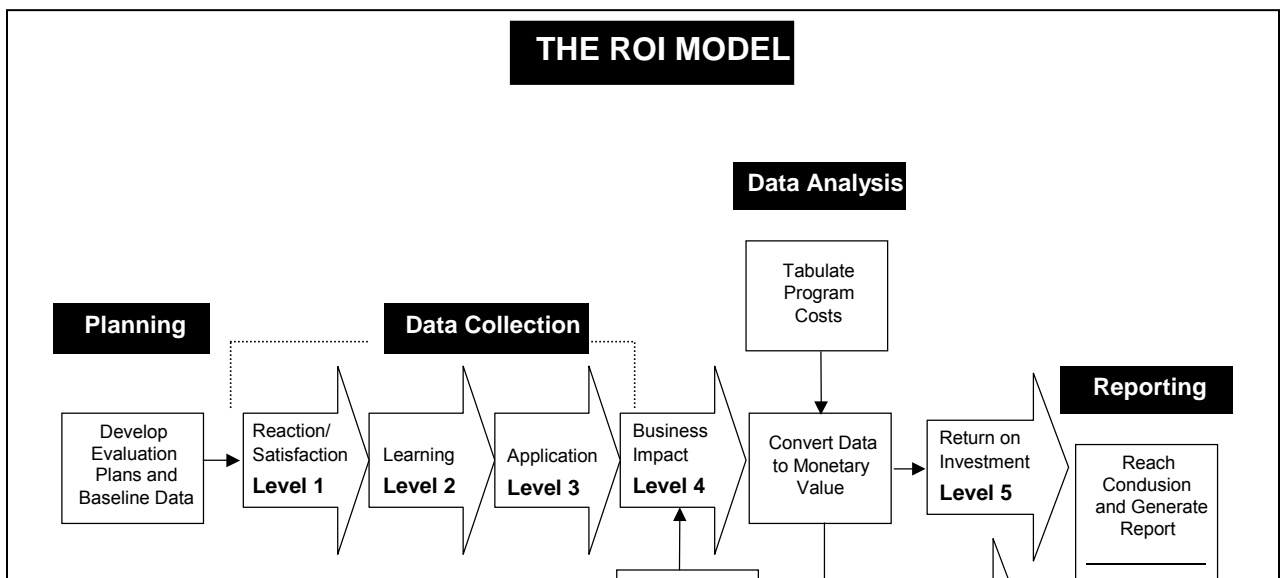 THE ROI MODEL
Data Analysis
Tabulate
Program
Costs
Planning
Data Collection
Reporting
Develop
Evaluation
Plans and
Baseline Data
Reaction/
Satisfaction
Level 1
Learning
Level 2
Application
Level 3
Business
Impact
Level 4
Convert Data
to Monetary
Value
Return on
Investment
Level 5
Reach
Condusion
and Generate
Report